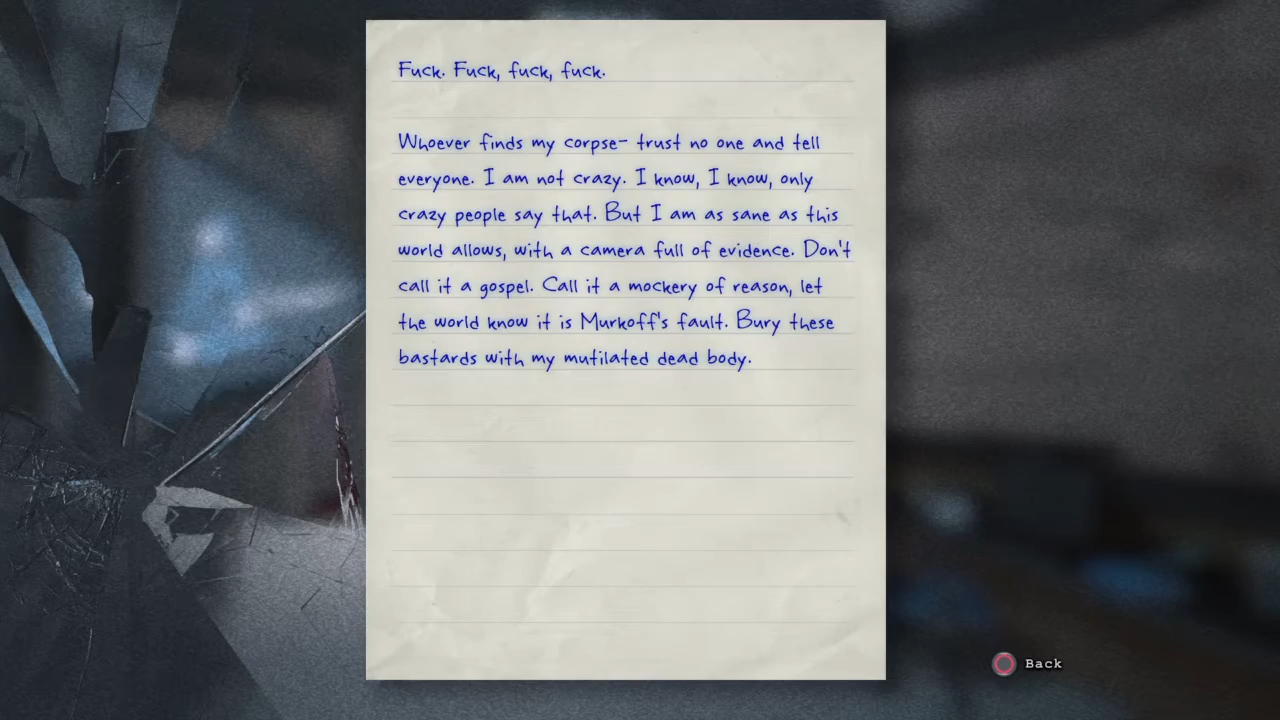 Fuck. Fuck, fuck, fuck.
Whoever finds my corpse- trust no one and tell
everyone. I am not crazy. I know, I know, only
crazy people say that. But I am as sane as this
world allows, with a camera full of evidence. Don't
call it a gospel. Call it a mockery of reason, let
the world know it is Murkoff's fault. Bury these
bastards with my mutilated dead body.
Back